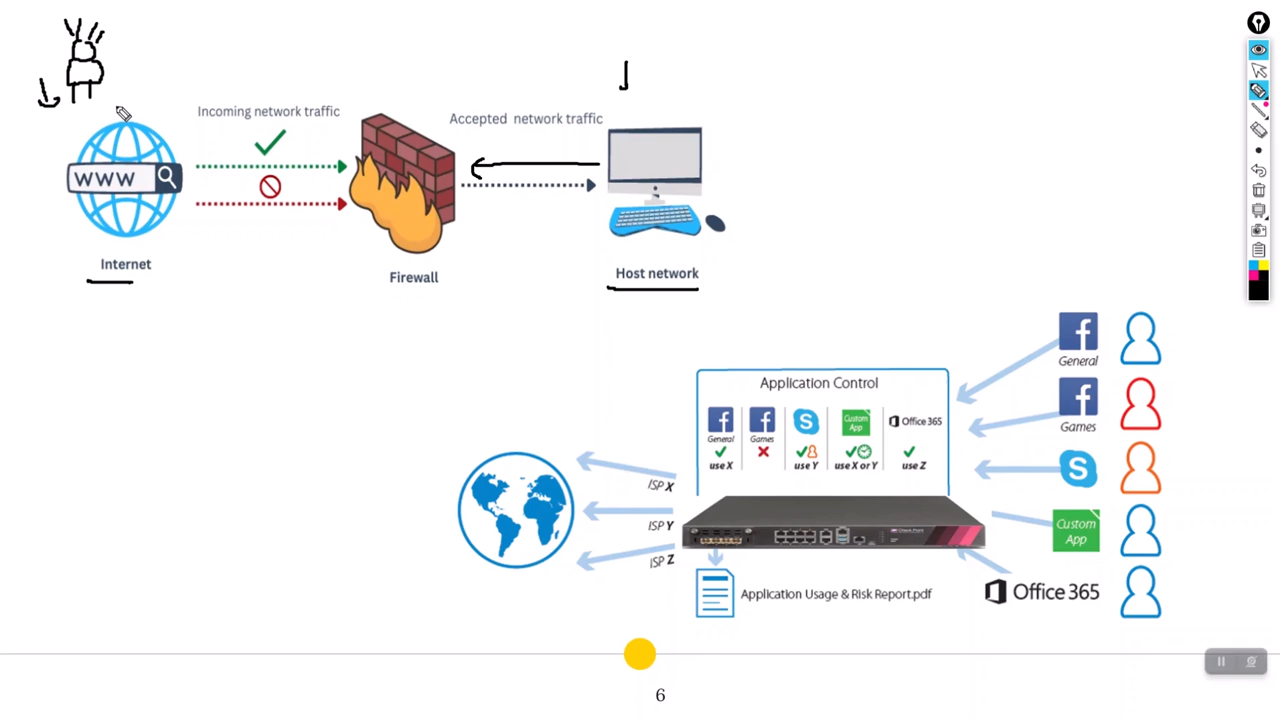 Incoming network traffic
Accepted network traffic
WWW
Internet
Firewall
Host network
General
Games
Application Control
General
Games
Custom App
Office 365
use X
use Y
use X or Y
use Z
ISP X
ISP Y
ISP Z
Custom
App
Application Usage & Risk Report.pdf
Office 365
6